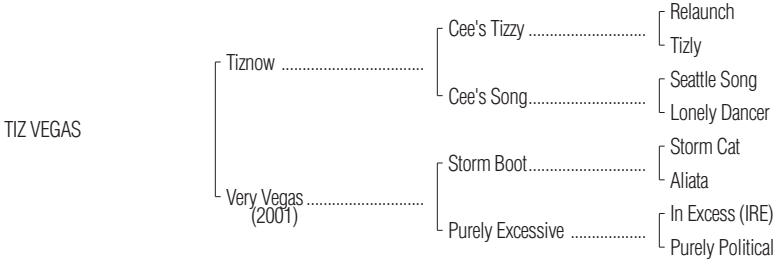 Relaunch
Cee's Tizzy ..............................
Tizly
Tiznow ....................................
Seattle Song
Cee's Song..............................
Lonely Dancer
TIZ VEGAS
Storm Cat
Storm Boot..............................
Aliata
Very Vegas ..............................
(2001)
In Excess (IRE)
Purely Excessive ...................
Purely Political